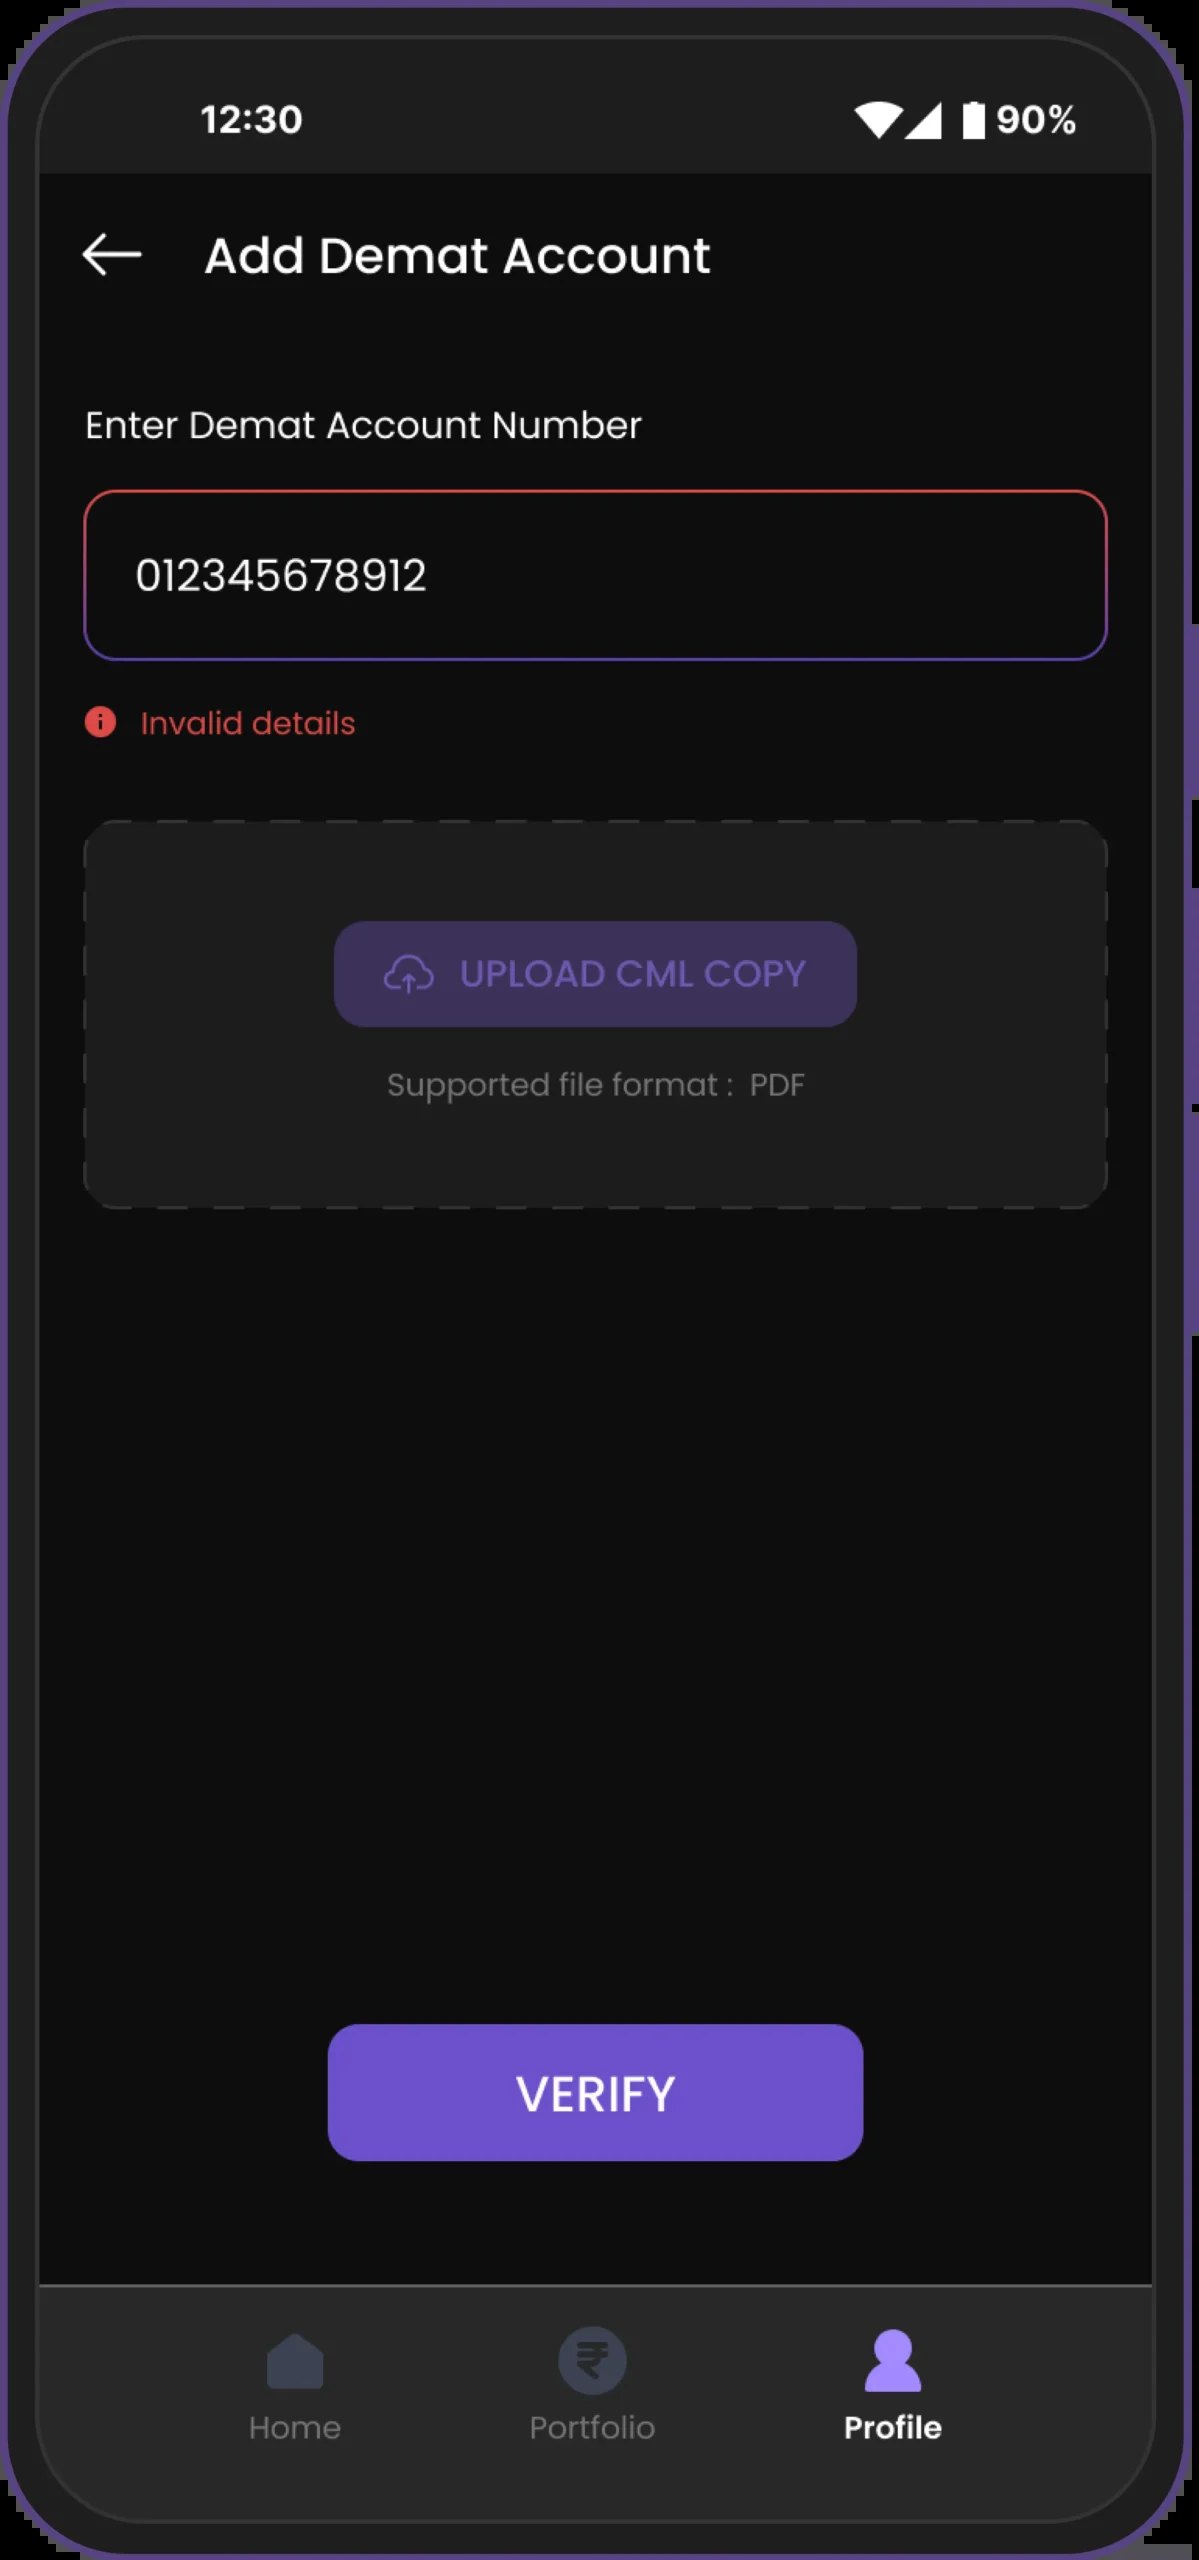 12:30
90%
Add Demat Account
Enter Demat Account Number
012345678912
Invalid details
UPLOAD CML COPY
Supported file format : PDF
VERIFY
₹
Home
Portfolio
Profile